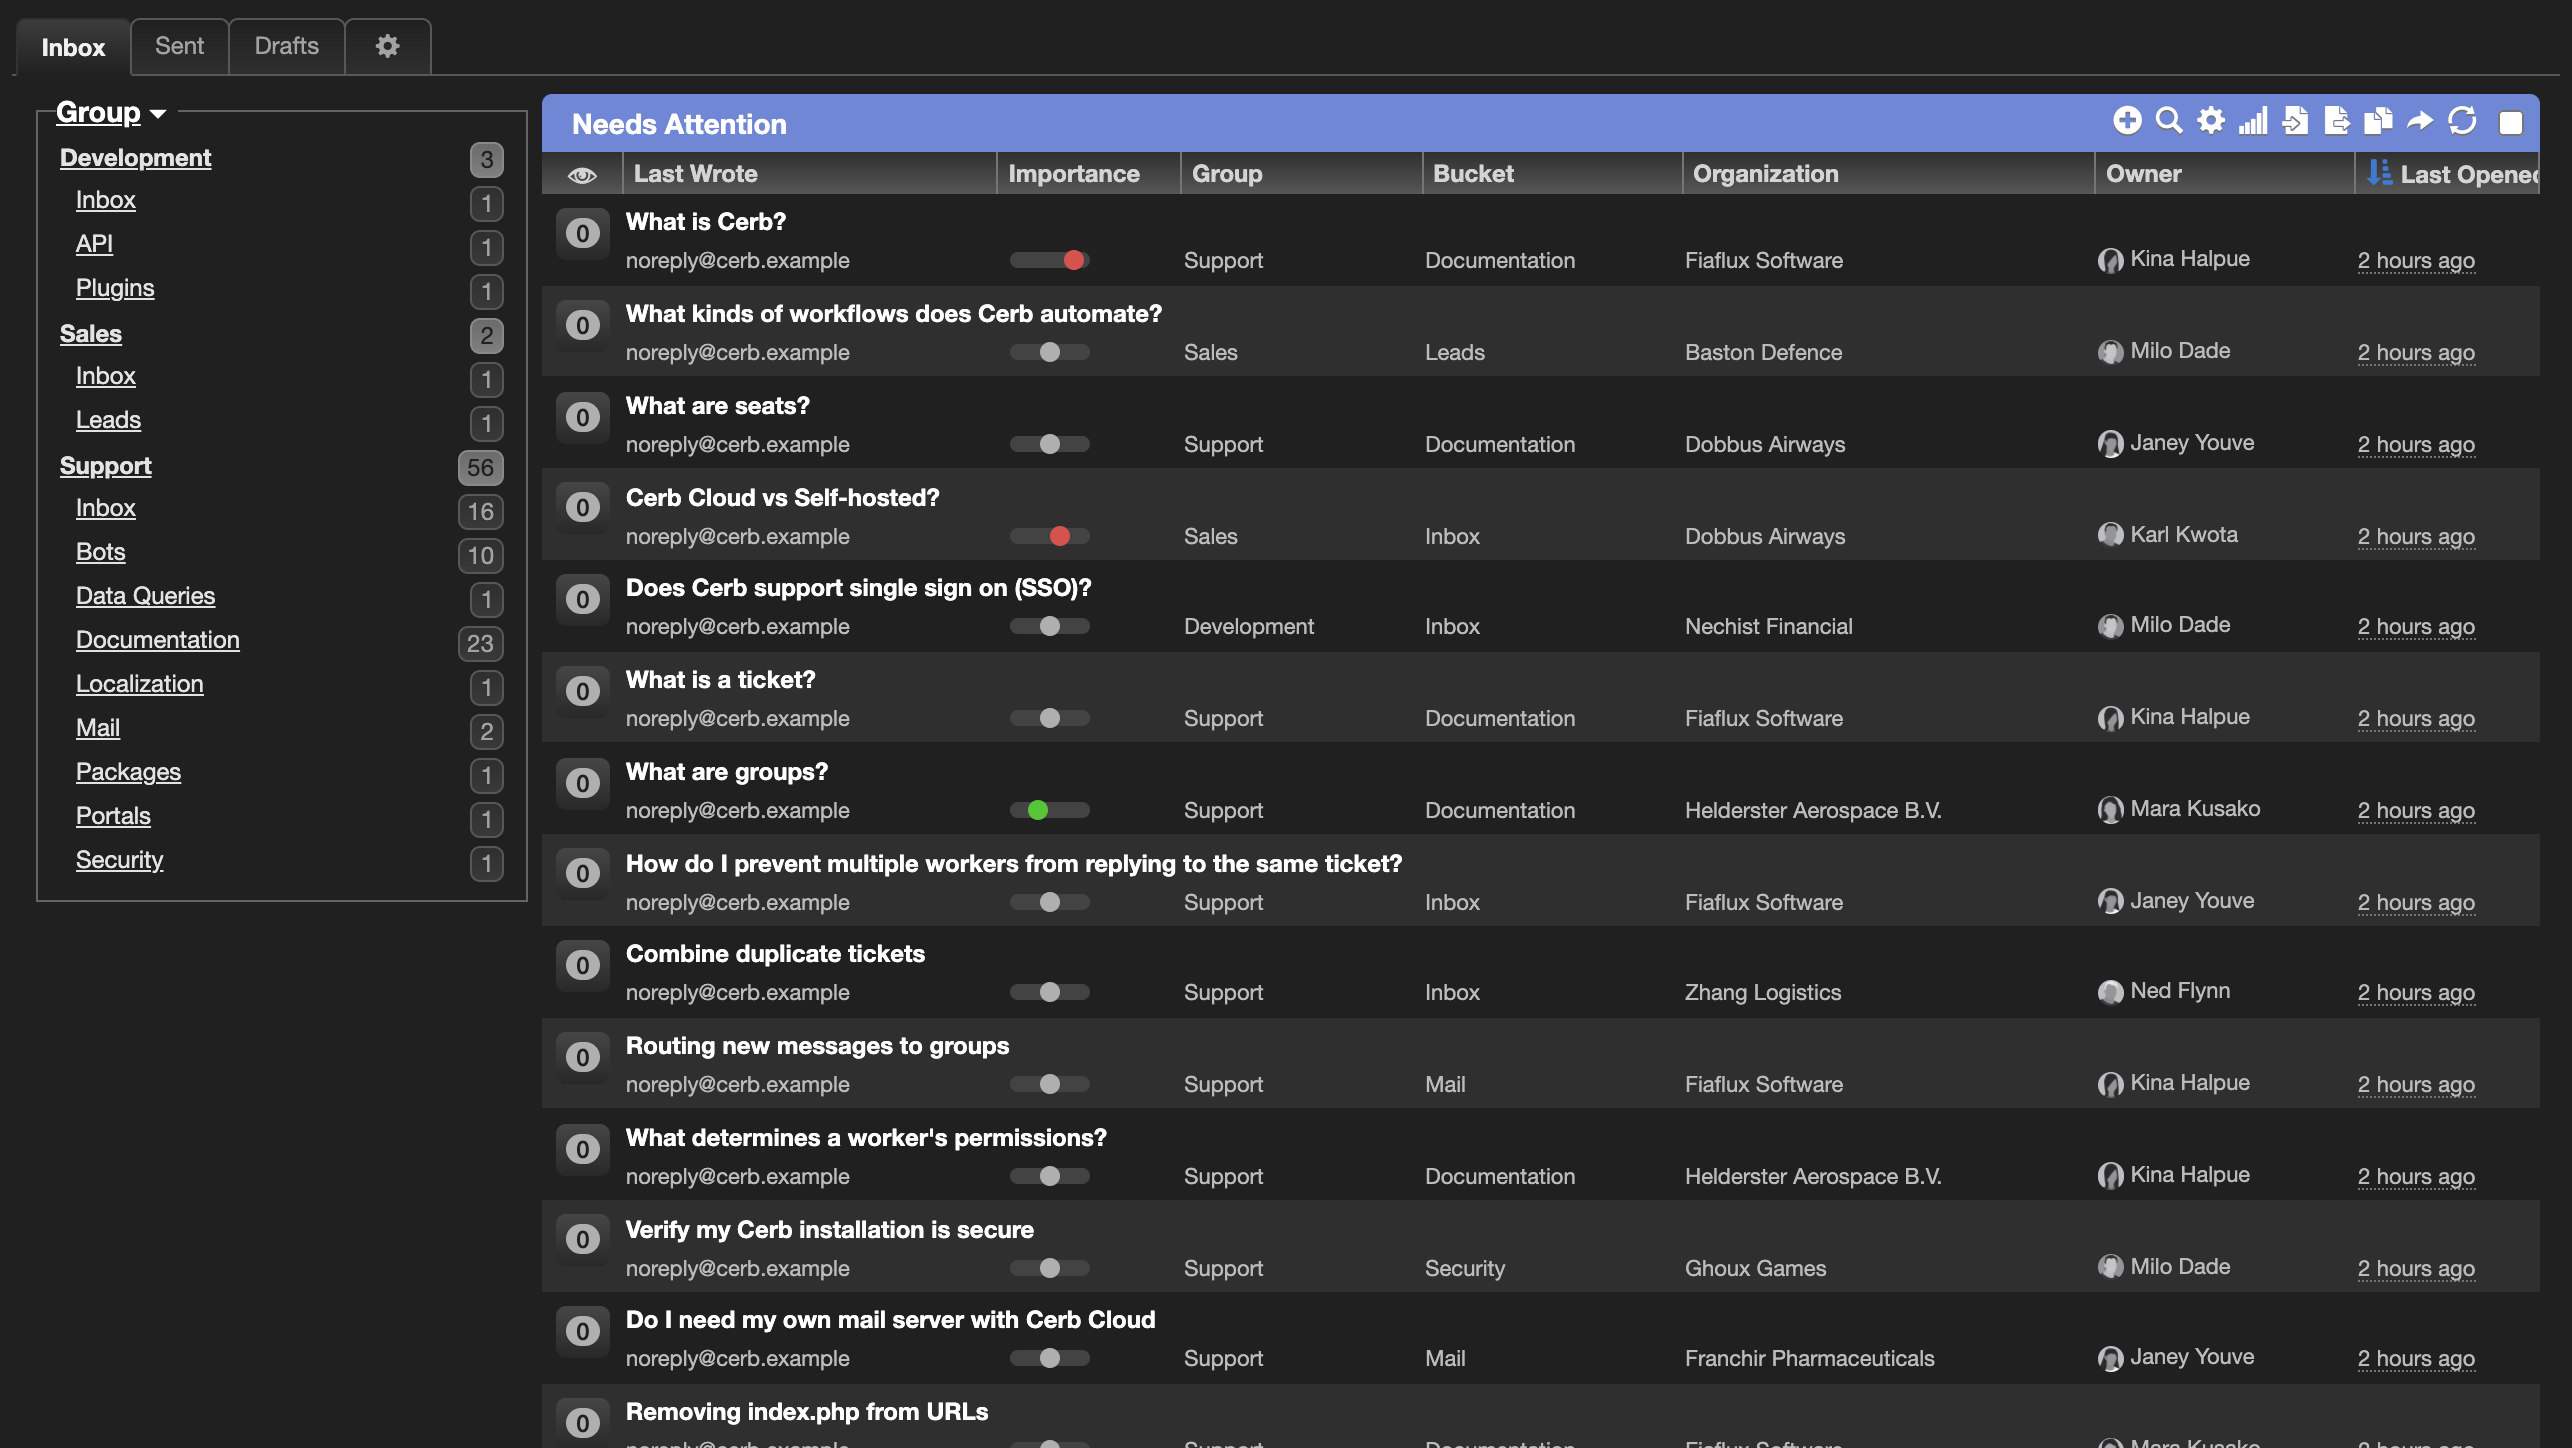 Inbox Sent Drafts
Group
Development 3
Inbox 1
API 1
Plugins 1
Sales 2
Inbox 1
Leads 1
Support 56
Inbox 16
Bots 10
Data Queries 1
Documentation 23
Localization 1
Mail 2
Packages 1
Portals 1
Security 1
Needs Attention
Last Wrote Importance Group Bucket Organization Owner Last Opened
0 What is Cerb?
noreply@cerb.example Support Documentation Fiaflux Software Kina Halpue 2 hours ago
0 What kinds of workflows does Cerb automate?
noreply@cerb.example Sales Leads Baston Defence Milo Dade 2 hours ago
0 What are seats?
noreply@cerb.example Support Documentation Dobbus Airways Janey Youve 2 hours ago
0 Cerb Cloud vs Self-hosted?
noreply@cerb.example Sales Inbox Dobbus Airways Karl Kwota 2 hours ago
0 Does Cerb support single sign on (SSO)?
noreply@cerb.example Development Inbox Nechist Financial Milo Dade 2 hours ago
0 What is a ticket?
noreply@cerb.example Support Documentation Fiaflux Software Kina Halpue 2 hours ago
0 What are groups?
noreply@cerb.example Support Documentation Helderster Aerospace B.V. Mara Kusako 2 hours ago
0 How do I prevent multiple workers from replying to the same ticket?
noreply@cerb.example Support Inbox Fiaflux Software Janey Youve 2 hours ago
0 Combine duplicate tickets
noreply@cerb.example Support Inbox Zhang Logistics Ned Flynn 2 hours ago
0 Routing new messages to groups
noreply@cerb.example Support Mail Fiaflux Software Kina Halpue 2 hours ago
0 What determines a worker's permissions?
noreply@cerb.example Support Documentation Helderster Aerospace B.V. Kina Halpue 2 hours ago
0 Verify my Cerb installation is secure
noreply@cerb.example Support Security Ghoux Games Milo Dade 2 hours ago
0 Do I need my own mail server with Cerb Cloud
noreply@cerb.example Support Mail Franchir Pharmaceuticals Janey Youve 2 hours ago
0 Removing index.php from URLs
noreply@cerb.example Support Documentation Fiaflux Software Mara Kusako 2 hours ago